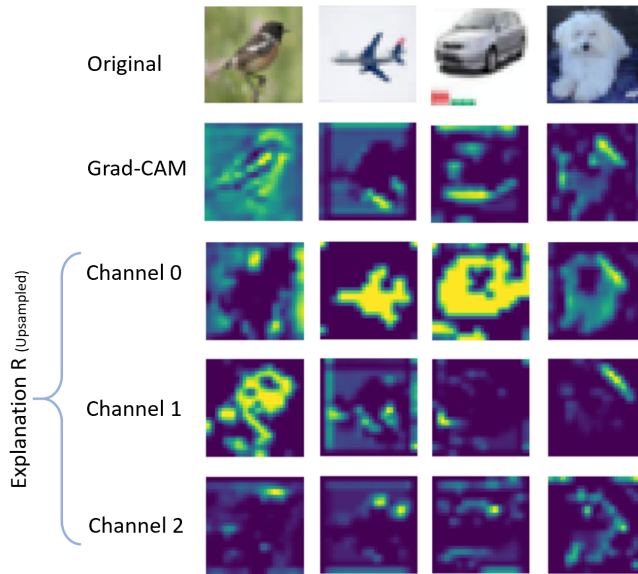 Original
Grad-CAM
Explanation R (Upsampled)
Channel 0
Channel 1
Channel 2